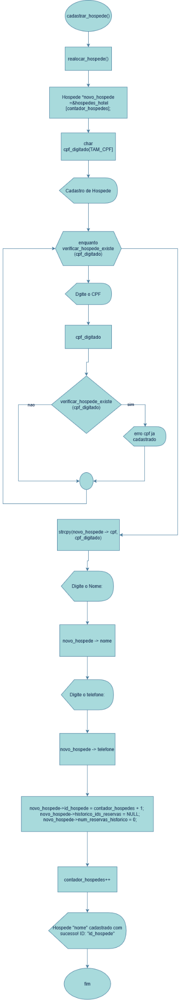 cadastrar_hospede()
realocar_hospede()
Hospede *novo_hospede
=&hospedes_hotel
[contador_hospedes];
char
cpf_digitado[TAM_CPF]
Cadastro de Hospede
enquanto
verificar_hospede_existe
(cpf_digitado)
Dgite o CPF
cpf_digitado
verificar_hospede_existe
(cpf_digitado)
nao
sim
erro cpf ja
cadastrado
strcpy(novo_hospede -> cpf,
cpf_digitado)
Digite o Nome:
novo_hospede -> nome
Digite o telefone:
novo_hospede -> telefone
novo_hospede->id_hospede = contador_hospedes + 1;
novo_hospede->historico_ids_reservas = NULL;
novo_hospede->num_reservas_historico = 0;
contador_hospedes++
Hospede "nome" cadastrado com
sucesso! ID: "id_hospede"
fim